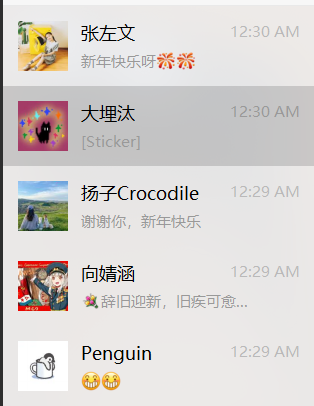 张左文 12:30 AM
新年快乐呀🎊🎊
大埋汰 12:30 AM
[Sticker]
扬子Crocodile 12:29 AM
谢谢你，新年快乐
向婧涵 12:29 AM
💐辞旧迎新，旧疾可愈...
Penguin 12:29 AM
😀😀